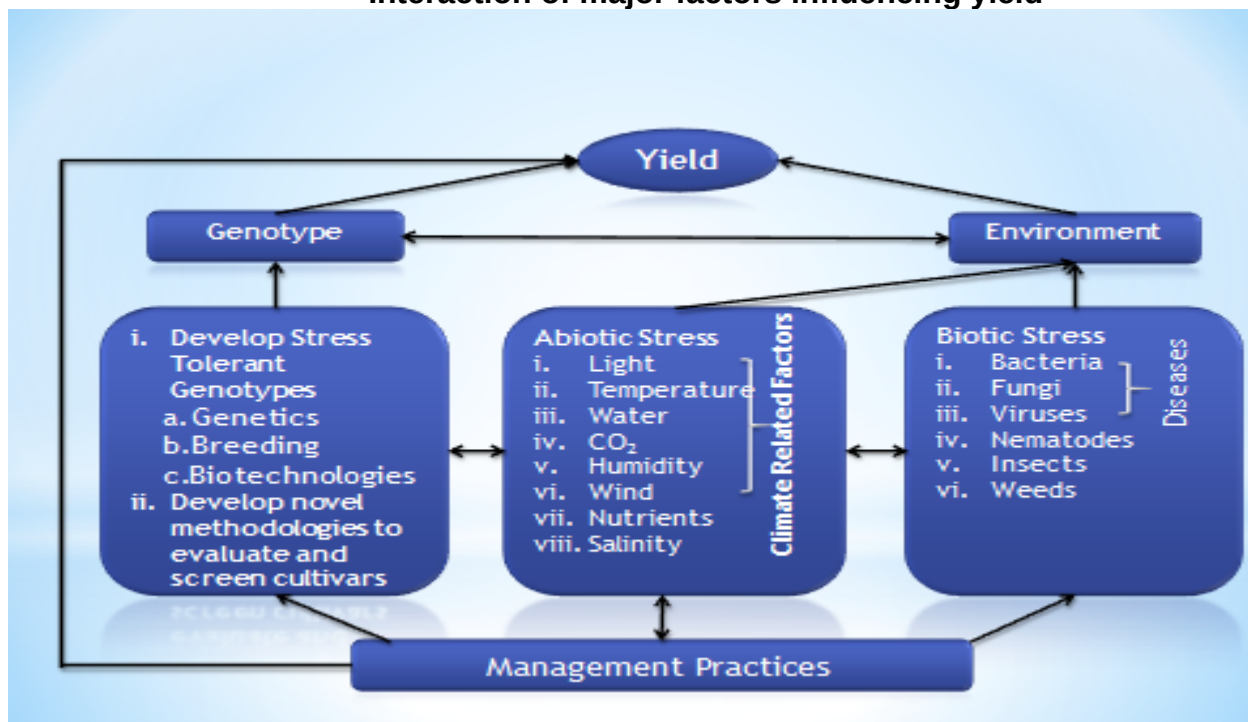 Interaction of major factors influencing yield
Yield
Genotype
Environment
i. Develop Stress
Tolerant
Genotypes
a. Genetics
b. Breeding
c. Biotechnologies
ii. Develop novel
methodologies to
evaluate and
screen cultivars
Abiotic Stress
i. Light
ii. Temperature
iii. Water
iv. CO₂
v. Humidity
vi. Wind
vii. Nutrients
viii. Salinity
Climate Related Factors
Biotic Stress
i. Bacteria
ii. Fungi
iii. Viruses
iv. Nematodes
v. Insects
vi. Weeds
Diseases
Management Practices